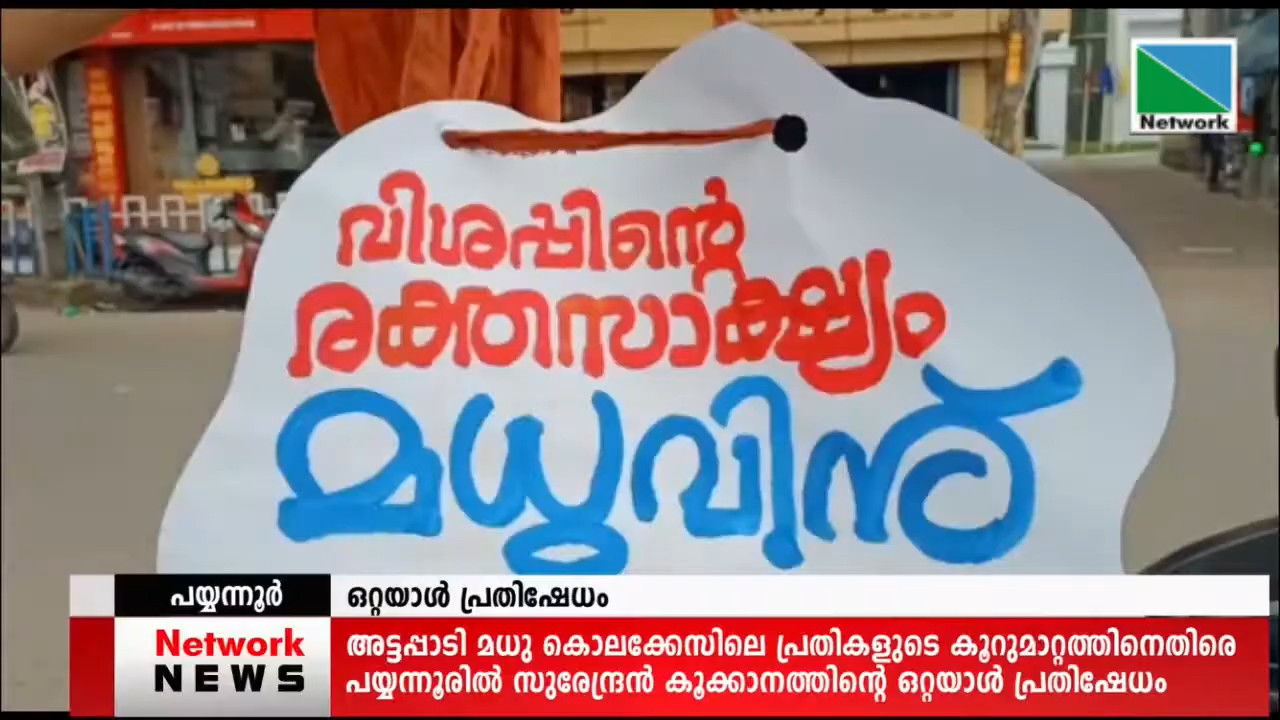 Network
വിശപ്പിന്റെ
രക്തസാക്ഷ്യം
മധുവിന്
പയ്യന്നൂർ
ഒറ്റയാൾ പ്രതിഷേധം
Network
NEWS
അട്ടപ്പാടി മധു കൊലക്കേസിലെ പ്രതികളുടെ കൂറുമാറ്റത്തിനെതിരെ
പയ്യന്നൂരിൽ സുരേന്ദ്രൻ കൂക്കാനത്തിന്റെ ഒറ്റയാൾ പ്രതിഷേധം